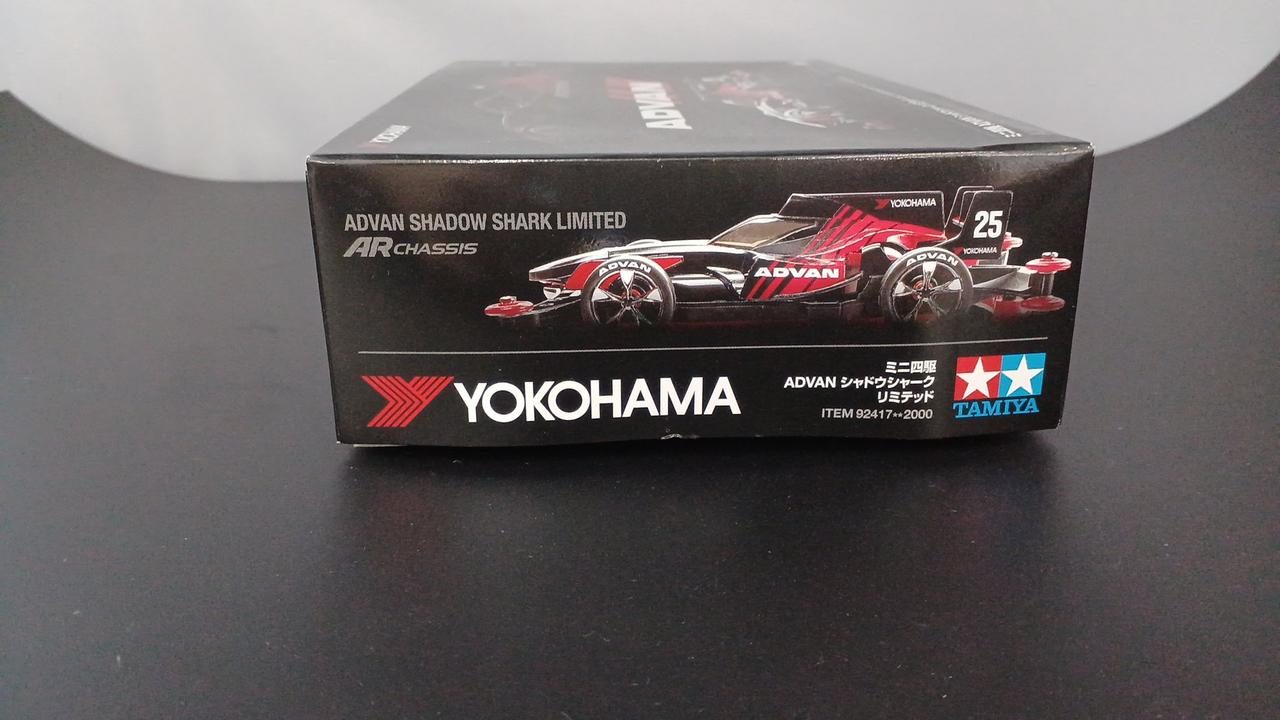 YOKOHAMA
ADVAN
ADVAN SHADOW SHARK LIMITED
AR CHASSIS
YOKOHAMA
25
YOKOHAMA
ADVAN
ADVAN
ADVAN
YOKOHAMA
ミニ四駆
ADVAN シャドウシャーク
リミテッド
ITEM 92417**2000
TAMIYA